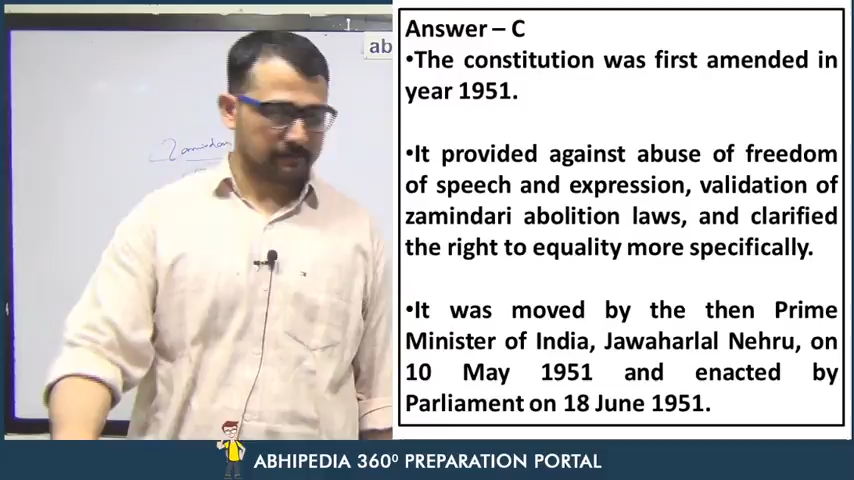 Answer – C
•The constitution was first amended in
year 1951.
•It provided against abuse of freedom
of speech and expression, validation of
zamindari abolition laws, and clarified
the right to equality more specifically.
•It was moved by the then Prime
Minister of India, Jawaharlal Nehru, on
10 May 1951 and enacted by
Parliament on 18 June 1951.
ab
Zamindari
ABHIPEDIA 360⁰ PREPARATION PORTAL